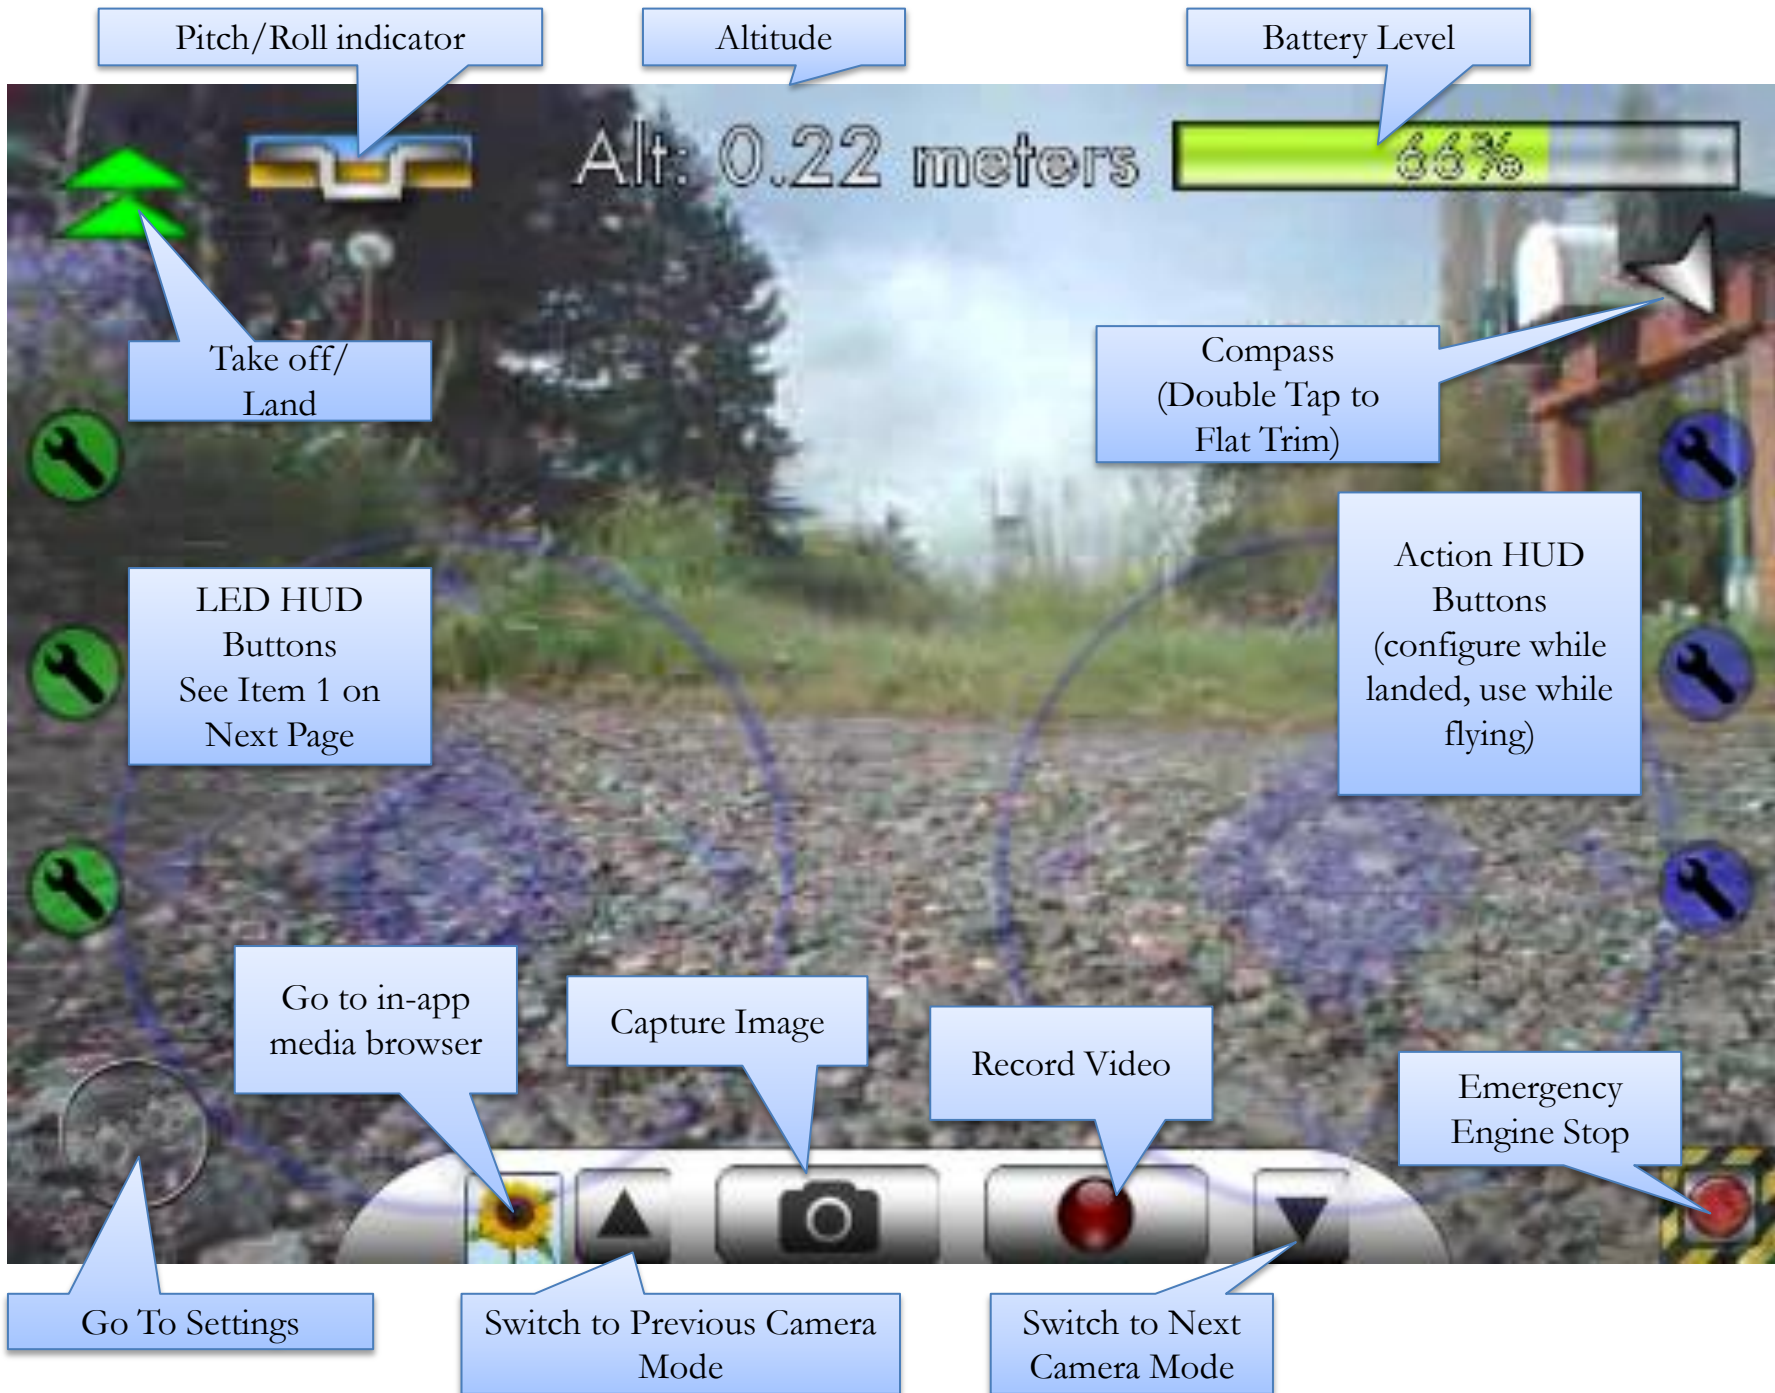 Pitch/Roll indicator
Altitude
Battery Level
Alt: 0.22 meters
66%
Take off/
Land
Compass
(Double Tap to
Flat Trim)
LED HUD
Buttons
See Item 1 on
Next Page
Action HUD
Buttons
(configure while
landed, use while
flying)
Go to in-app
media browser
Capture Image
Record Video
Emergency
Engine Stop
Go To Settings
Switch to Previous Camera
Mode
Switch to Next
Camera Mode